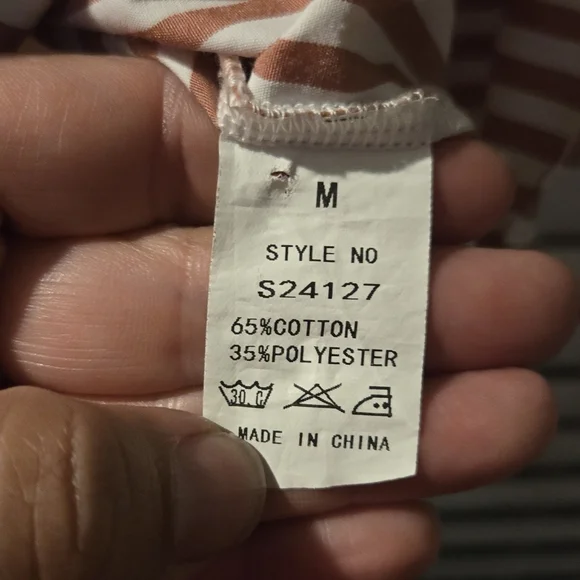 M
STYLE NO
S24127
65%COTTON
35%POLYESTER
30.C
MADE IN CHINA